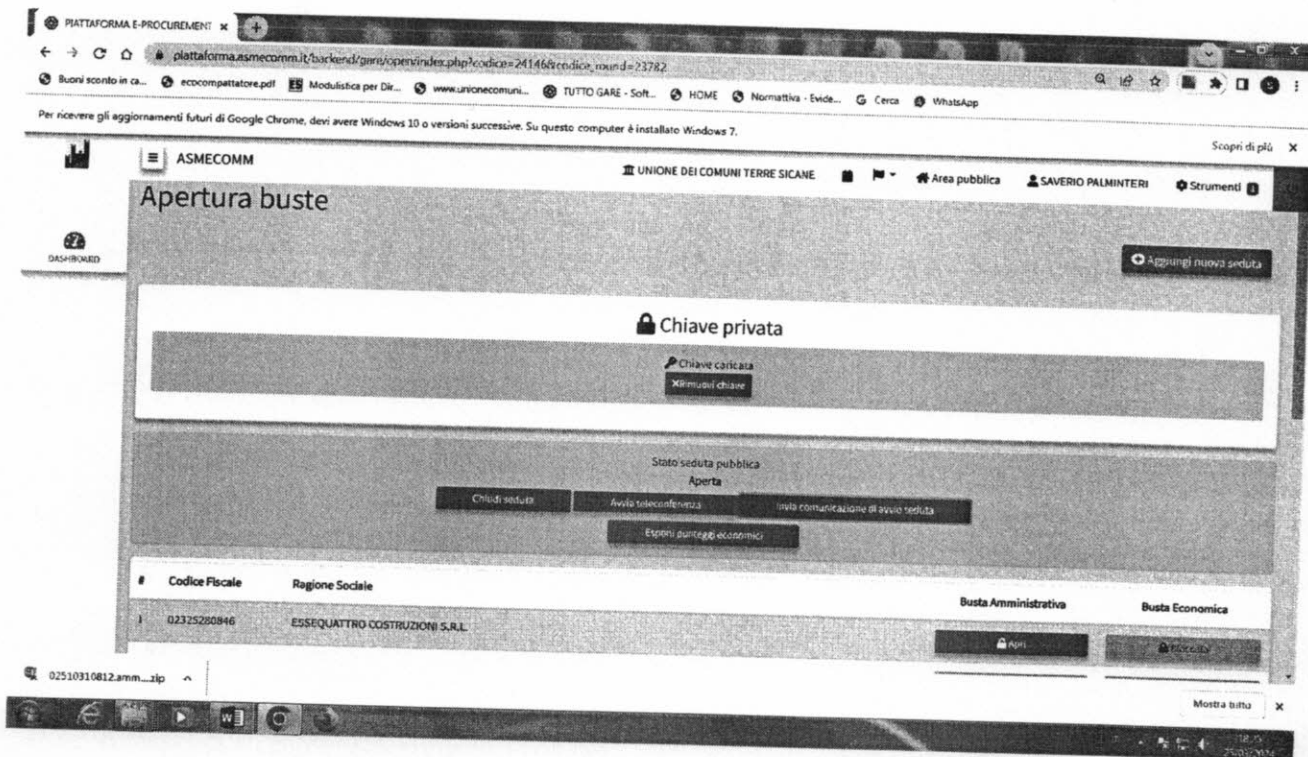 PIATTAFORMA E-PROCUREMENT × +
piattaforma.asmecomm.it/backend/gare/open/index.php?codice=24146&codice_round=23782
Buoni sconto in ca... ecocompattatore.pdf ES Modulistica per Dir... www.unionecomuni... TUTTO GARE - Soft... HOME Normattiva - Evide... G Cerca WhatsApp
Per ricevere gli aggiornamenti futuri di Google Chrome, devi avere Windows 10 o versioni successive. Su questo computer è installato Windows 7.
Scopri di più ×
ASMECOMM UNIONE DEI COMUNI TERRE SICANE Area pubblica SAVERIO PALMINTERI Strumenti
Apertura buste
DASHBOARD
Aggiungi nuova seduta
Chiave privata
Chiave caricata
Rimuovi chiave
Stato seduta pubblica
Aperta
Chiudi seduta Avvia teleconferenza Invia comunicazione di avvio seduta
Esponi punteggi economici
# Codice Fiscale Ragione Sociale Busta Amministrativa Busta Economica
1 02325280846 ESSEQUATTRO COSTRUZIONI S.R.L. Apri
02510310812.amm....zip
Mostra tutto ×